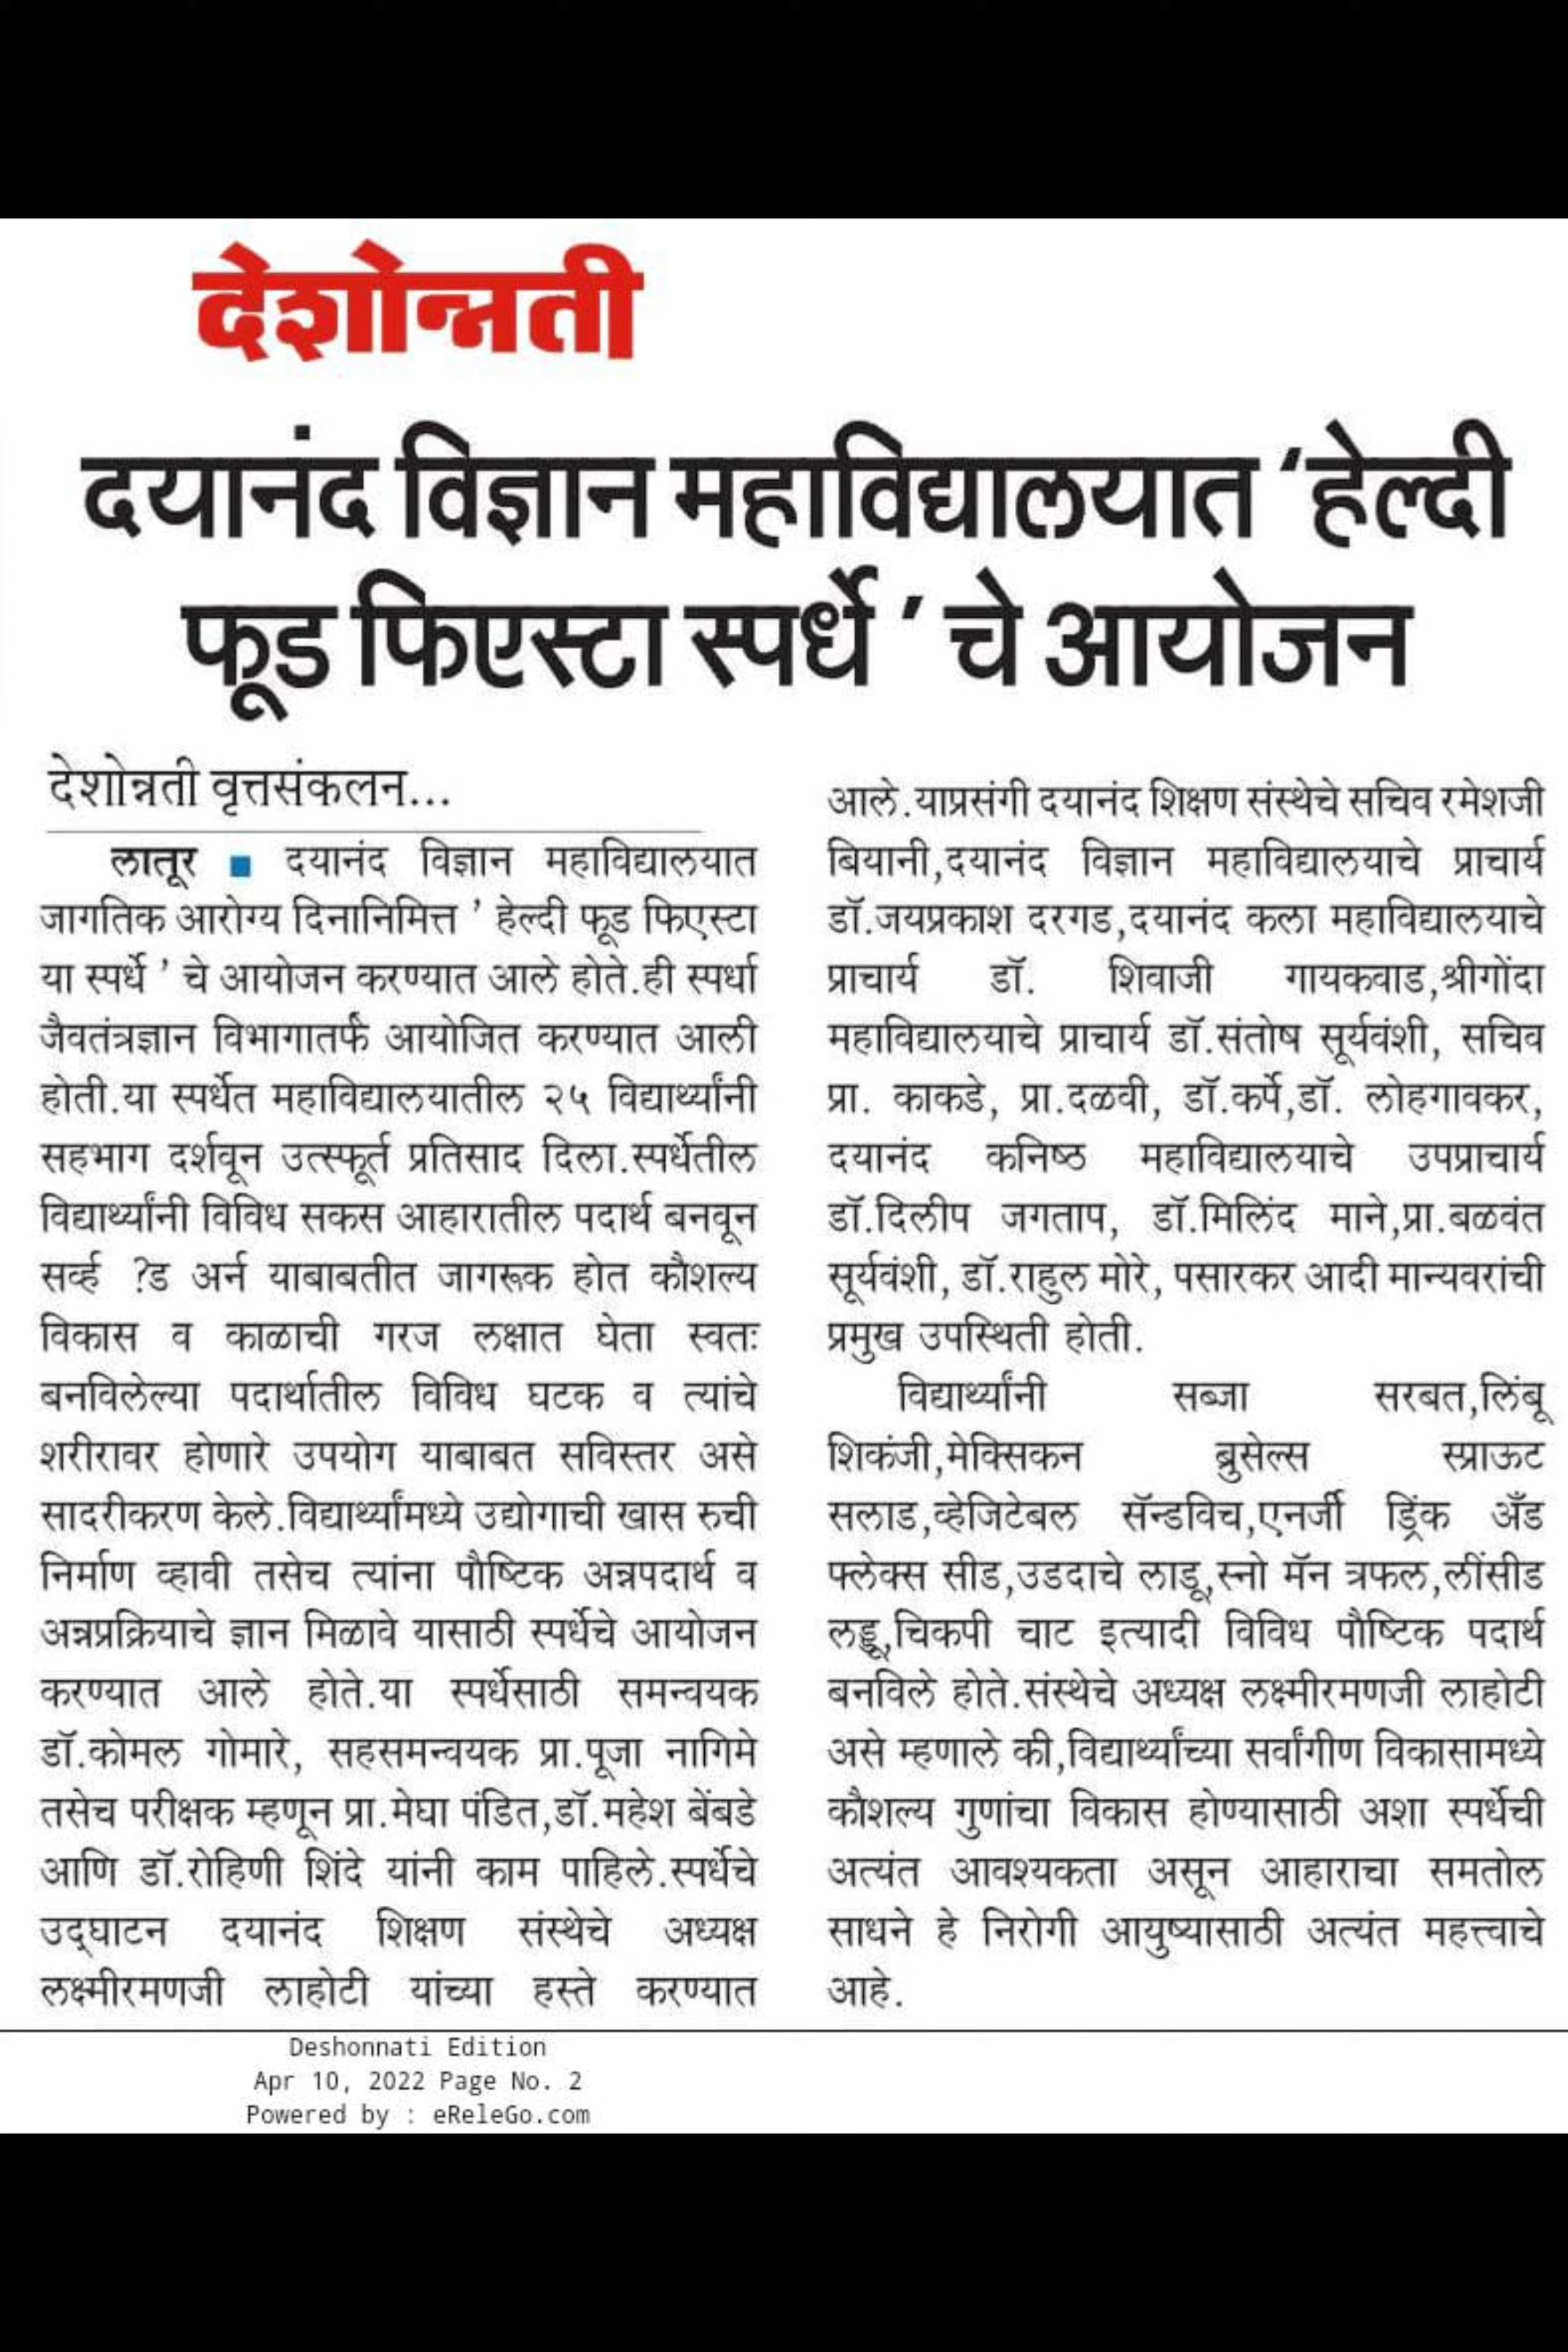 देशोन्नती
दयानंद विज्ञान महाविद्यालयात ‘हेल्दी
फूड फिएस्टा स्पर्धे ’ चे आयोजन
देशोन्नती वृत्तसंकलन...
लातूर ■ दयानंद विज्ञान महाविद्यालयात
जागतिक आरोग्य दिनानिमित्त ’ हेल्दी फूड फिएस्टा
या स्पर्धे ’ चे आयोजन करण्यात आले होते.ही स्पर्धा
जैवतंत्रज्ञान विभागातर्फे आयोजित करण्यात आली
होती.या स्पर्धेत महाविद्यालयातील २५ विद्यार्थ्यांनी
सहभाग दर्शवून उत्स्फूर्त प्रतिसाद दिला.स्पर्धेतील
विद्यार्थ्यांनी विविध सकस आहारातील पदार्थ बनवून
सर्व्ह ?ड अर्न याबाबतीत जागरूक होत कौशल्य
विकास व काळाची गरज लक्षात घेता स्वतः
बनविलेल्या पदार्थातील विविध घटक व त्यांचे
शरीरावर होणारे उपयोग याबाबत सविस्तर असे
सादरीकरण केले.विद्यार्थ्यांमध्ये उद्योगाची खास रुची
निर्माण व्हावी तसेच त्यांना पौष्टिक अन्नपदार्थ व
अन्नप्रक्रियाचे ज्ञान मिळावे यासाठी स्पर्धेचे आयोजन
करण्यात आले होते.या स्पर्धेसाठी समन्वयक
डॉ.कोमल गोमारे, सहसमन्वयक प्रा.पूजा नागिमे
तसेच परीक्षक म्हणून प्रा.मेघा पंडित,डॉ.महेश बेंबडे
आणि डॉ.रोहिणी शिंदे यांनी काम पाहिले.स्पर्धेचे
उद्घाटन दयानंद शिक्षण संस्थेचे अध्यक्ष
लक्ष्मीरमणजी लाहोटी यांच्या हस्ते करण्यात
आले.याप्रसंगी दयानंद शिक्षण संस्थेचे सचिव रमेशजी
बियानी,दयानंद विज्ञान महाविद्यालयाचे प्राचार्य
डॉ.जयप्रकाश दरगड,दयानंद कला महाविद्यालयाचे
प्राचार्य डॉ. शिवाजी गायकवाड,श्रीगोंदा
महाविद्यालयाचे प्राचार्य डॉ.संतोष सूर्यवंशी, सचिव
प्रा. काकडे, प्रा.दळवी, डॉ.कर्पे,डॉ. लोहगावकर,
दयानंद कनिष्ठ महाविद्यालयाचे उपप्राचार्य
डॉ.दिलीप जगताप, डॉ.मिलिंद माने,प्रा.बळवंत
सूर्यवंशी, डॉ.राहुल मोरे, पसारकर आदी मान्यवरांची
प्रमुख उपस्थिती होती.
विद्यार्थ्यांनी सब्जा सरबत,लिंबू
शिकंजी,मेक्सिकन ब्रुसेल्स स्प्राऊट
सलाड,व्हेजिटेबल सॅन्डविच,एनर्जी ड्रिंक अँड
फ्लेक्स सीड,उडदाचे लाडू,स्नो मॅन त्रफल,लींसीड
लड्डू,चिकपी चाट इत्यादी विविध पौष्टिक पदार्थ
बनविले होते.संस्थेचे अध्यक्ष लक्ष्मीरमणजी लाहोटी
असे म्हणाले की,विद्यार्थ्यांच्या सर्वांगीण विकासामध्ये
कौशल्य गुणांचा विकास होण्यासाठी अशा स्पर्धेची
अत्यंत आवश्यकता असून आहाराचा समतोल
साधने हे निरोगी आयुष्यासाठी अत्यंत महत्त्वाचे
आहे.
Deshonnati Edition
Apr 10, 2022 Page No. 2
Powered by : eReleGo.com